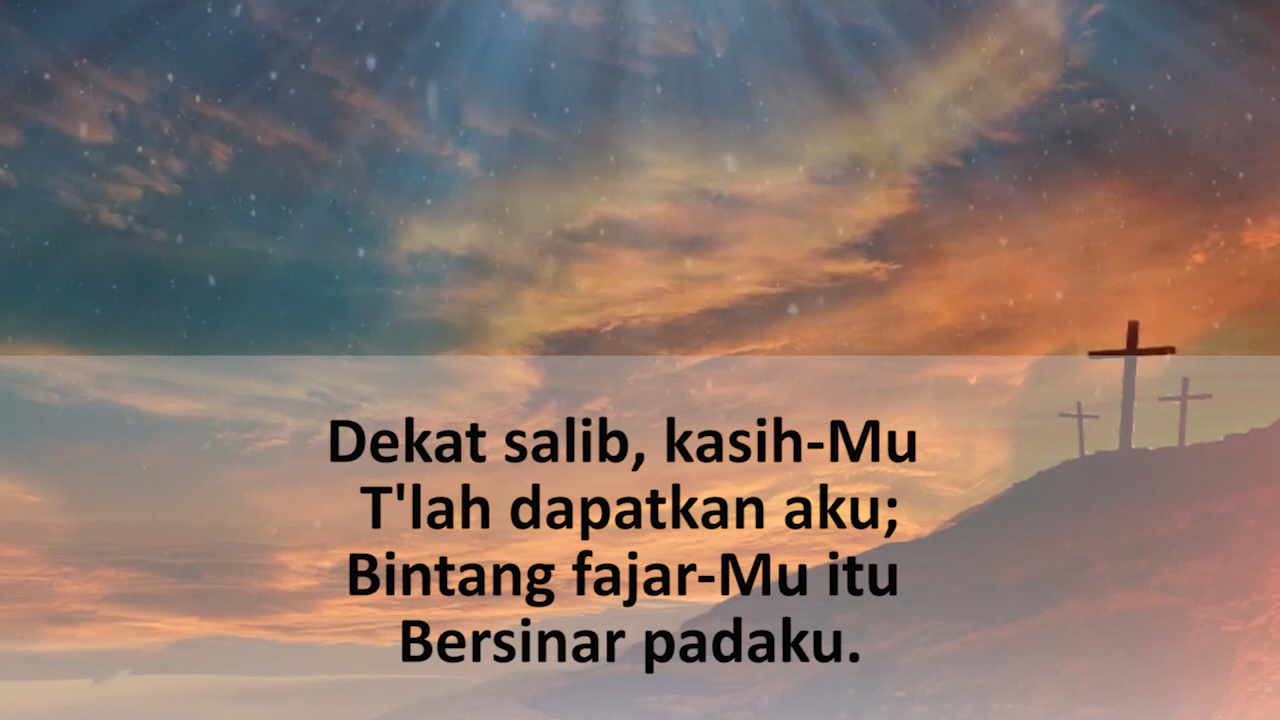 Dekat salib, kasih-Mu
T'lah dapatkan aku;
Bintang fajar-Mu itu
Bersinar padaku.